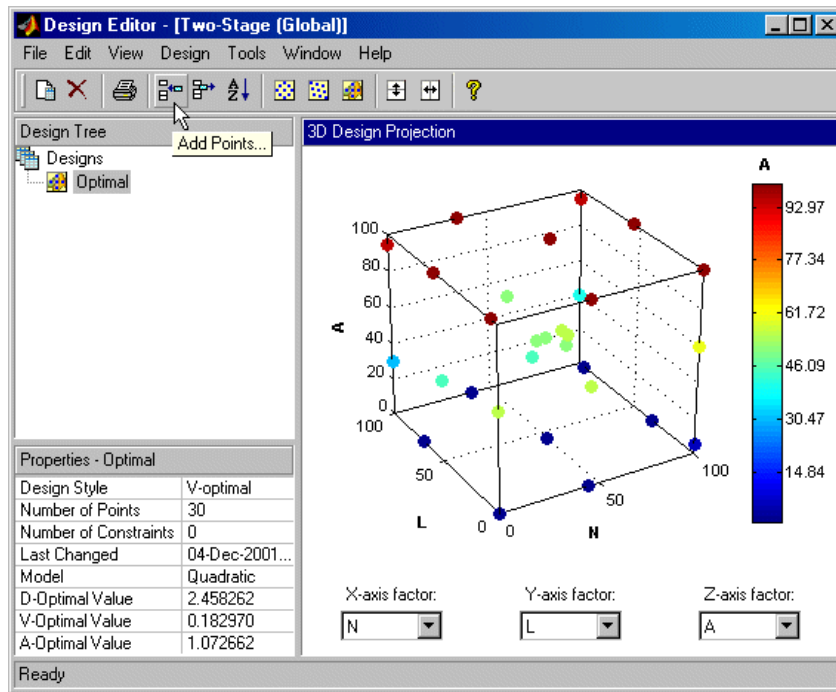 Design Editor - [Two-Stage (Global)]
File Edit View Design Tools Window Help
Add Points...
Design Tree
Designs
Optimal
Properties - Optimal
Design Style V-optimal
Number of Points 30
Number of Constraints 0
Last Changed 04-Dec-2001...
Model Quadratic
D-Optimal Value 2.458262
V-Optimal Value 0.182970
A-Optimal Value 1.072662
3D Design Projection
A
100
80
60
40
20
0
A
100
50
0
L
0
50
100
N
92.97
77.34
61.72
46.09
30.47
14.84
X-axis factor: Y-axis factor: Z-axis factor:
N L A
Ready